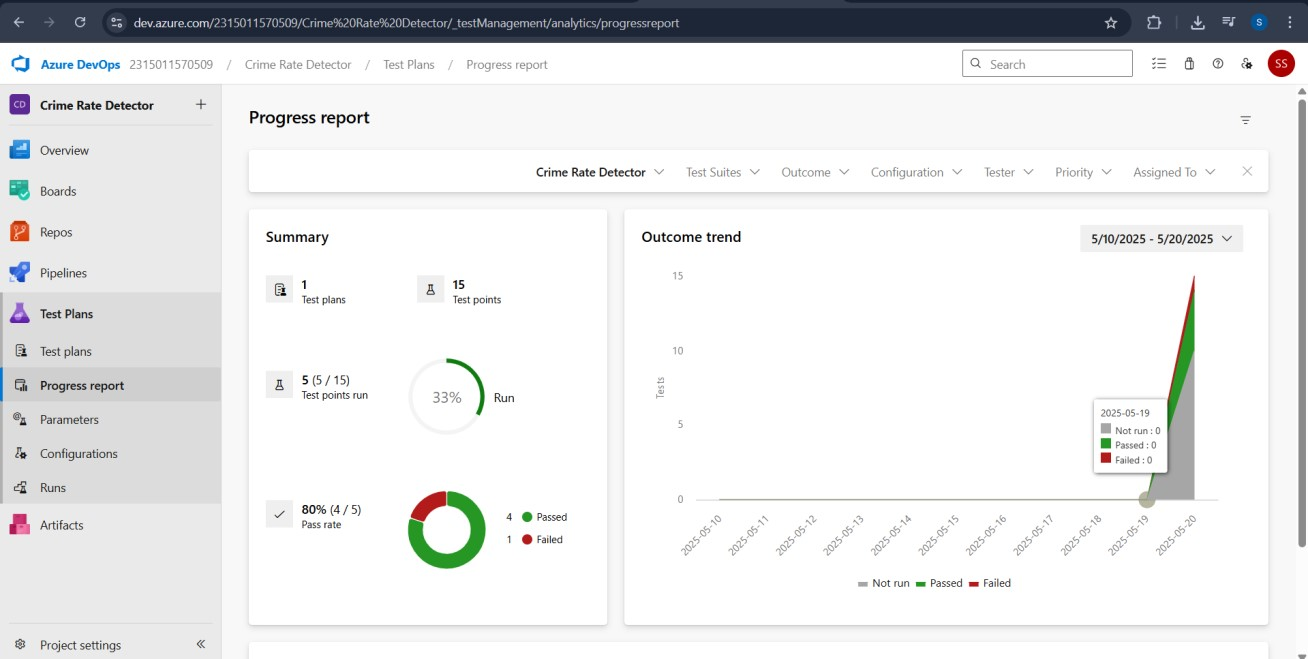 dev.azure.com/2315011570509/Crime%20Rate%20Detector/_testManagement/analytics/progressreport
S
Azure DevOps 2315011570509 / Crime Rate Detector / Test Plans / Progress report
Search
SS
CD Crime Rate Detector
Overview
Boards
Repos
Pipelines
Test Plans
Test plans
Progress report
Parameters
Configurations
Runs
Artifacts
Project settings
Progress report
Crime Rate Detector Test Suites Outcome Configuration Tester Priority Assigned To
Summary
1
Test plans
15
Test points
5 (5 / 15)
Test points run
33%
Run
80% (4 / 5)
Pass rate
4 Passed
1 Failed
Outcome trend
5/10/2025 - 5/20/2025
15
10
5
0
Tests
2025-05-19
Not run : 0
Passed : 0
Failed : 0
2025-05-10
2025-05-11
2025-05-12
2025-05-13
2025-05-14
2025-05-15
2025-05-16
2025-05-17
2025-05-18
2025-05-19
2025-05-20
Not run Passed Failed